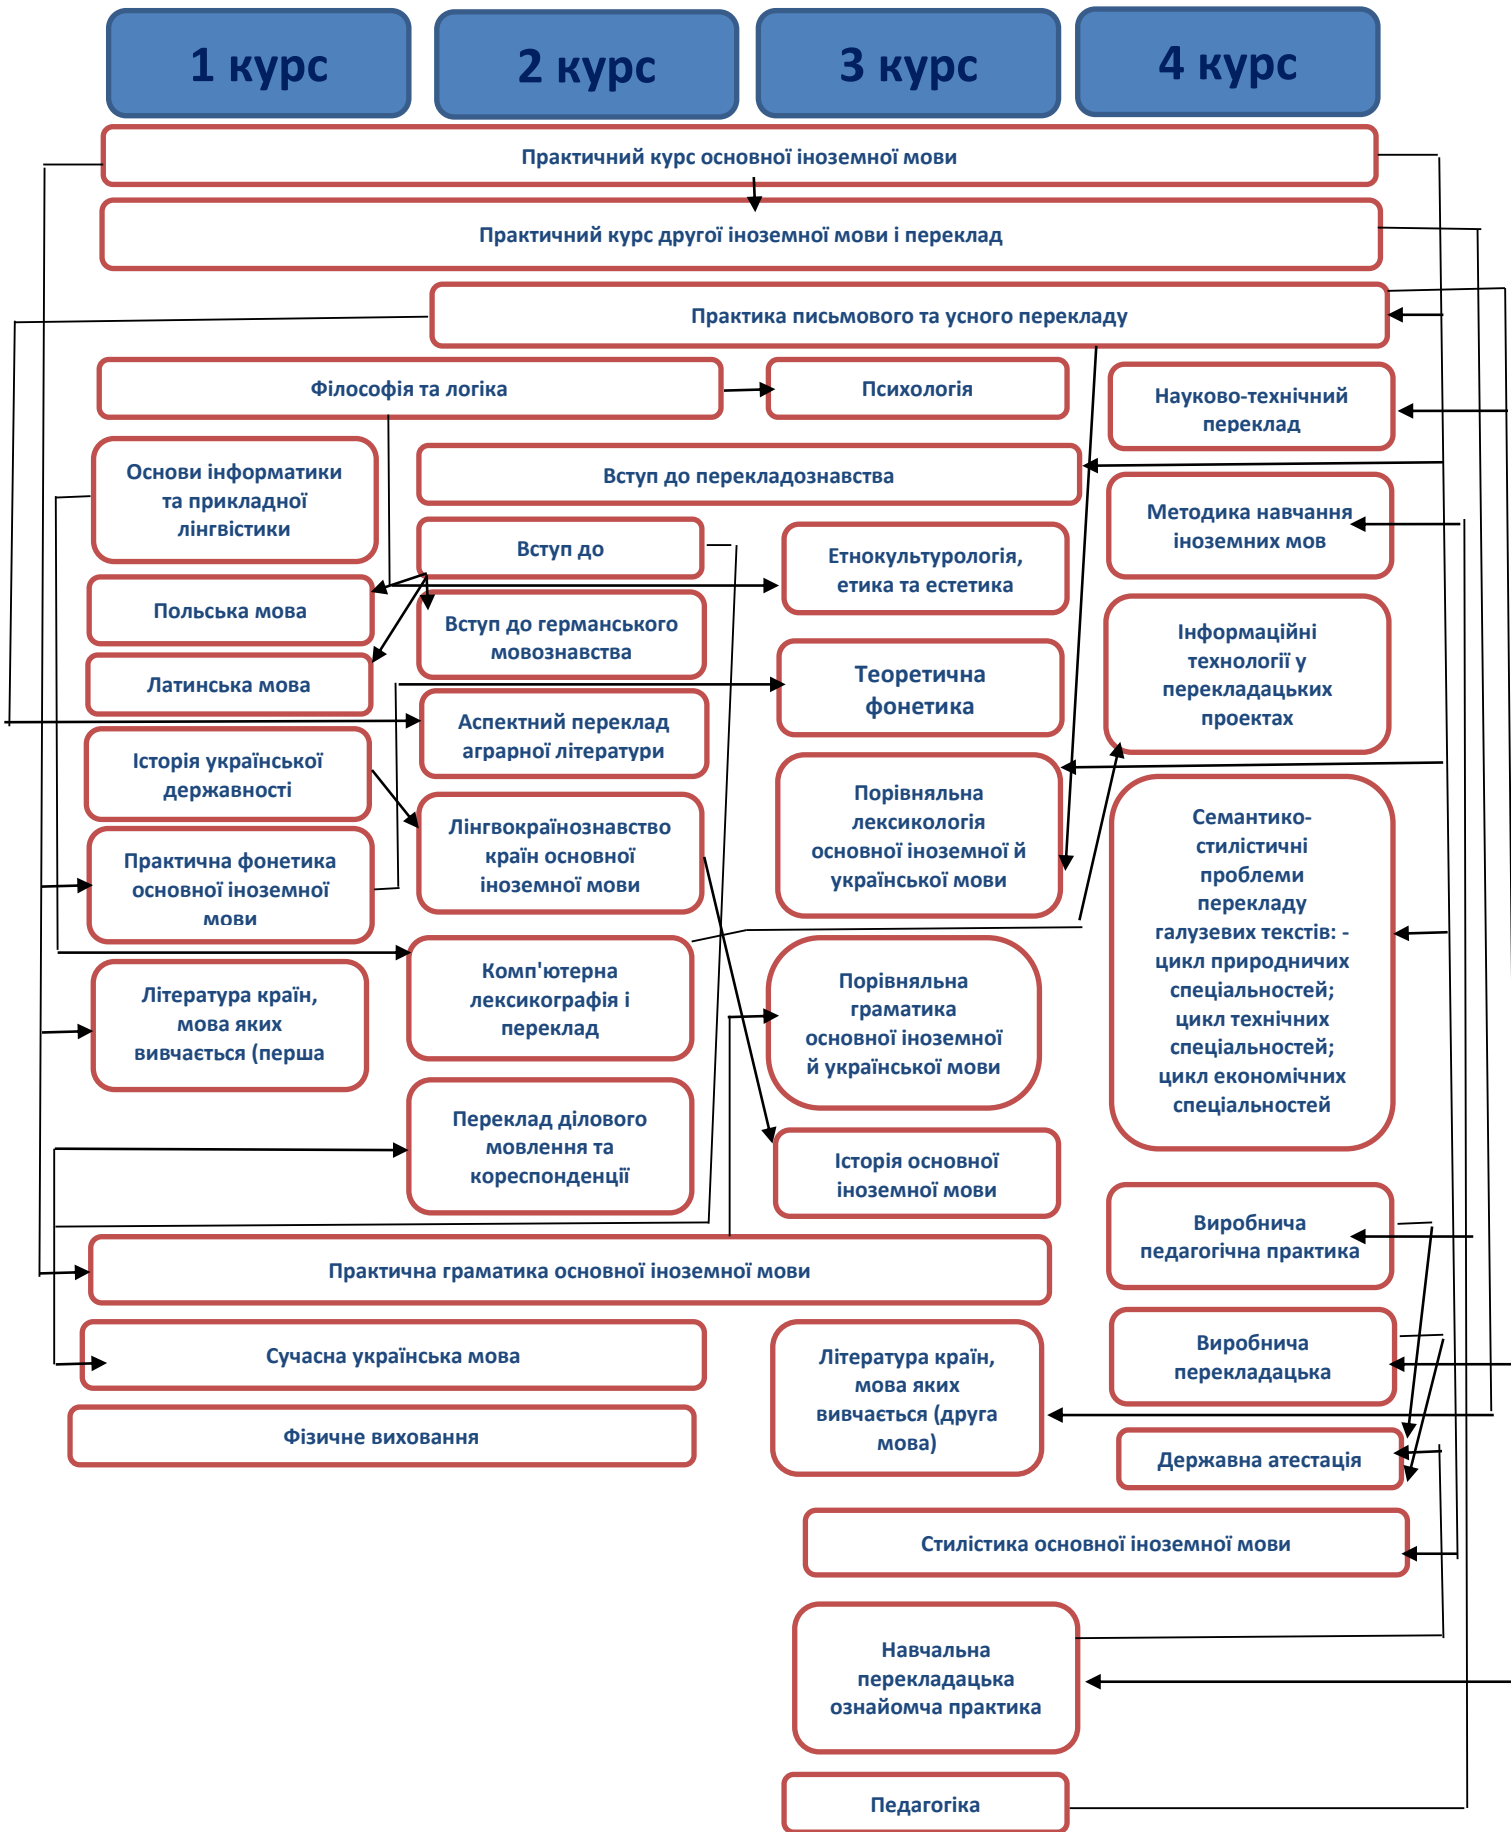 1 курс
2 курс
3 курс
4 курс
Практичний курс основної іноземної мови
Практичний курс другої іноземної мови і переклад
Практика письмового та усного перекладу
Філософія та логіка
Психологія
Науково-технічний
переклад
Основи інформатики
та прикладної
лінгвістики
Вступ до перекладознавства
Методика навчання
іноземних мов
Вступ до
Етнокультурологія,
етика та естетика
Польська мова
Вступ до германського
мовознавства
Інформаційні
технології у
перекладацьких
проектах
Латинська мова
Теоретична
фонетика
Аспектний переклад
аграрної літератури
Історія української
державності
Порівняльна
лексикологія
основної іноземної й
української мови
Лінгвокраїнознавство
країн основної
іноземної мови
Семантико-
стилістичні
проблеми
перекладу
галузевих текстів: -
цикл природничих
спеціальностей;
цикл технічних
спеціальностей;
цикл економічних
спеціальностей
Практична фонетика
основної іноземної
мови
Комп'ютерна
лексикографія і
переклад
Література країн,
мова яких
вивчається (перша
Порівняльна
граматика
основної іноземної
й української мови
Переклад ділового
мовлення та
кореспонденції
Історія основної
іноземної мови
Виробнича
педагогічна практика
Практична граматика основної іноземної мови
Сучасна українська мова
Література країн,
мова яких
вивчається (друга
мова)
Виробнича
перекладацька
Фізичне виховання
Державна атестація
Стилістика основної іноземної мови
Навчальна
перекладацька
ознайомча практика
Педагогіка